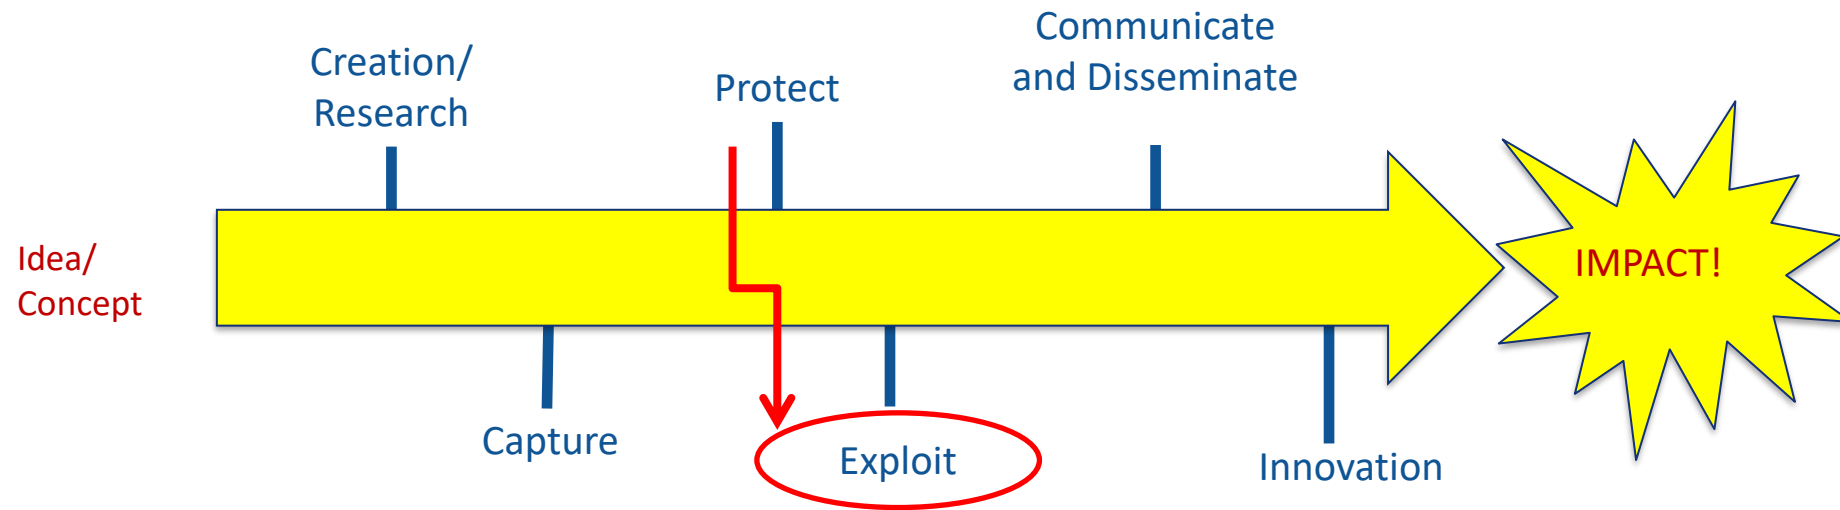 Communicate
and Disseminate
Creation/
Research
Protect
Idea/
Concept
IMPACT!
Capture
Exploit
Innovation